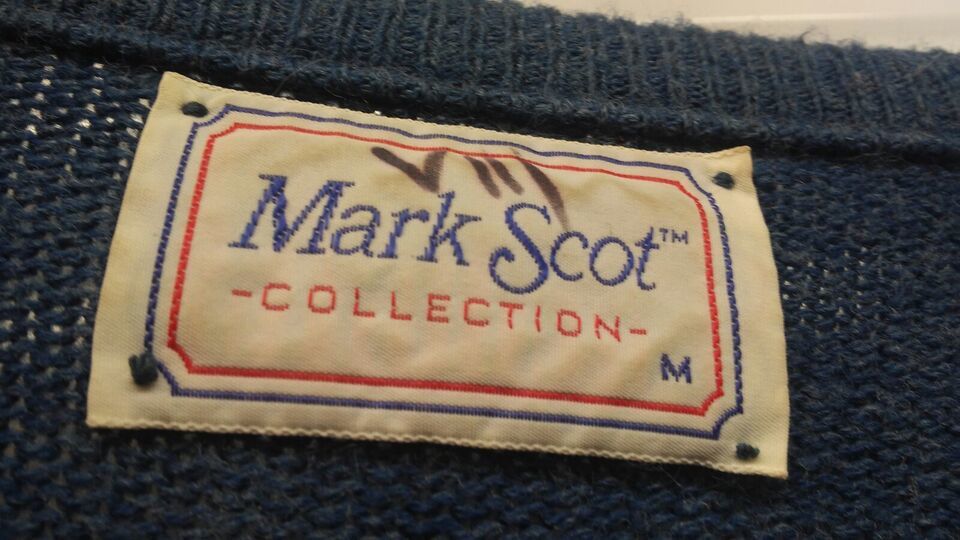 Mark Scot™
-COLLECTION-
M